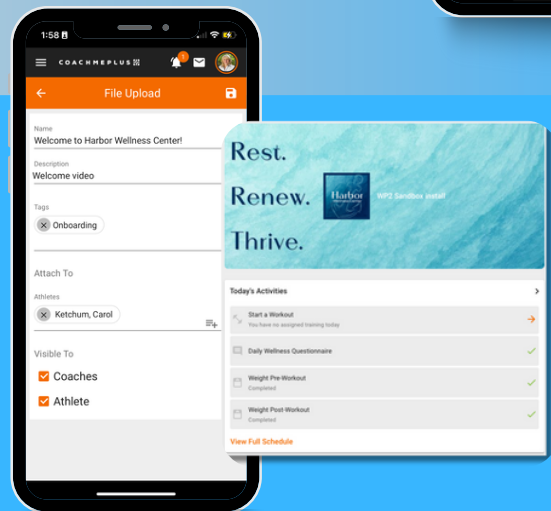 1:58
COACHMEPLUS
File Upload
Name
Welcome to Harbor Wellness Center!
Description
Welcome video
Tags
Onboarding
Attach To
Athletes
Ketchum, Carol
Visible To
Coaches
Athlete
Rest.
Renew.
Thrive.
Harbor
WP2 Sandbox install
Today's Activities
Start a Workout
You have no assigned training today
Daily Wellness Questionnaire
Weight Pre-Workout
Completed
Weight Post-Workout
Completed
View Full Schedule